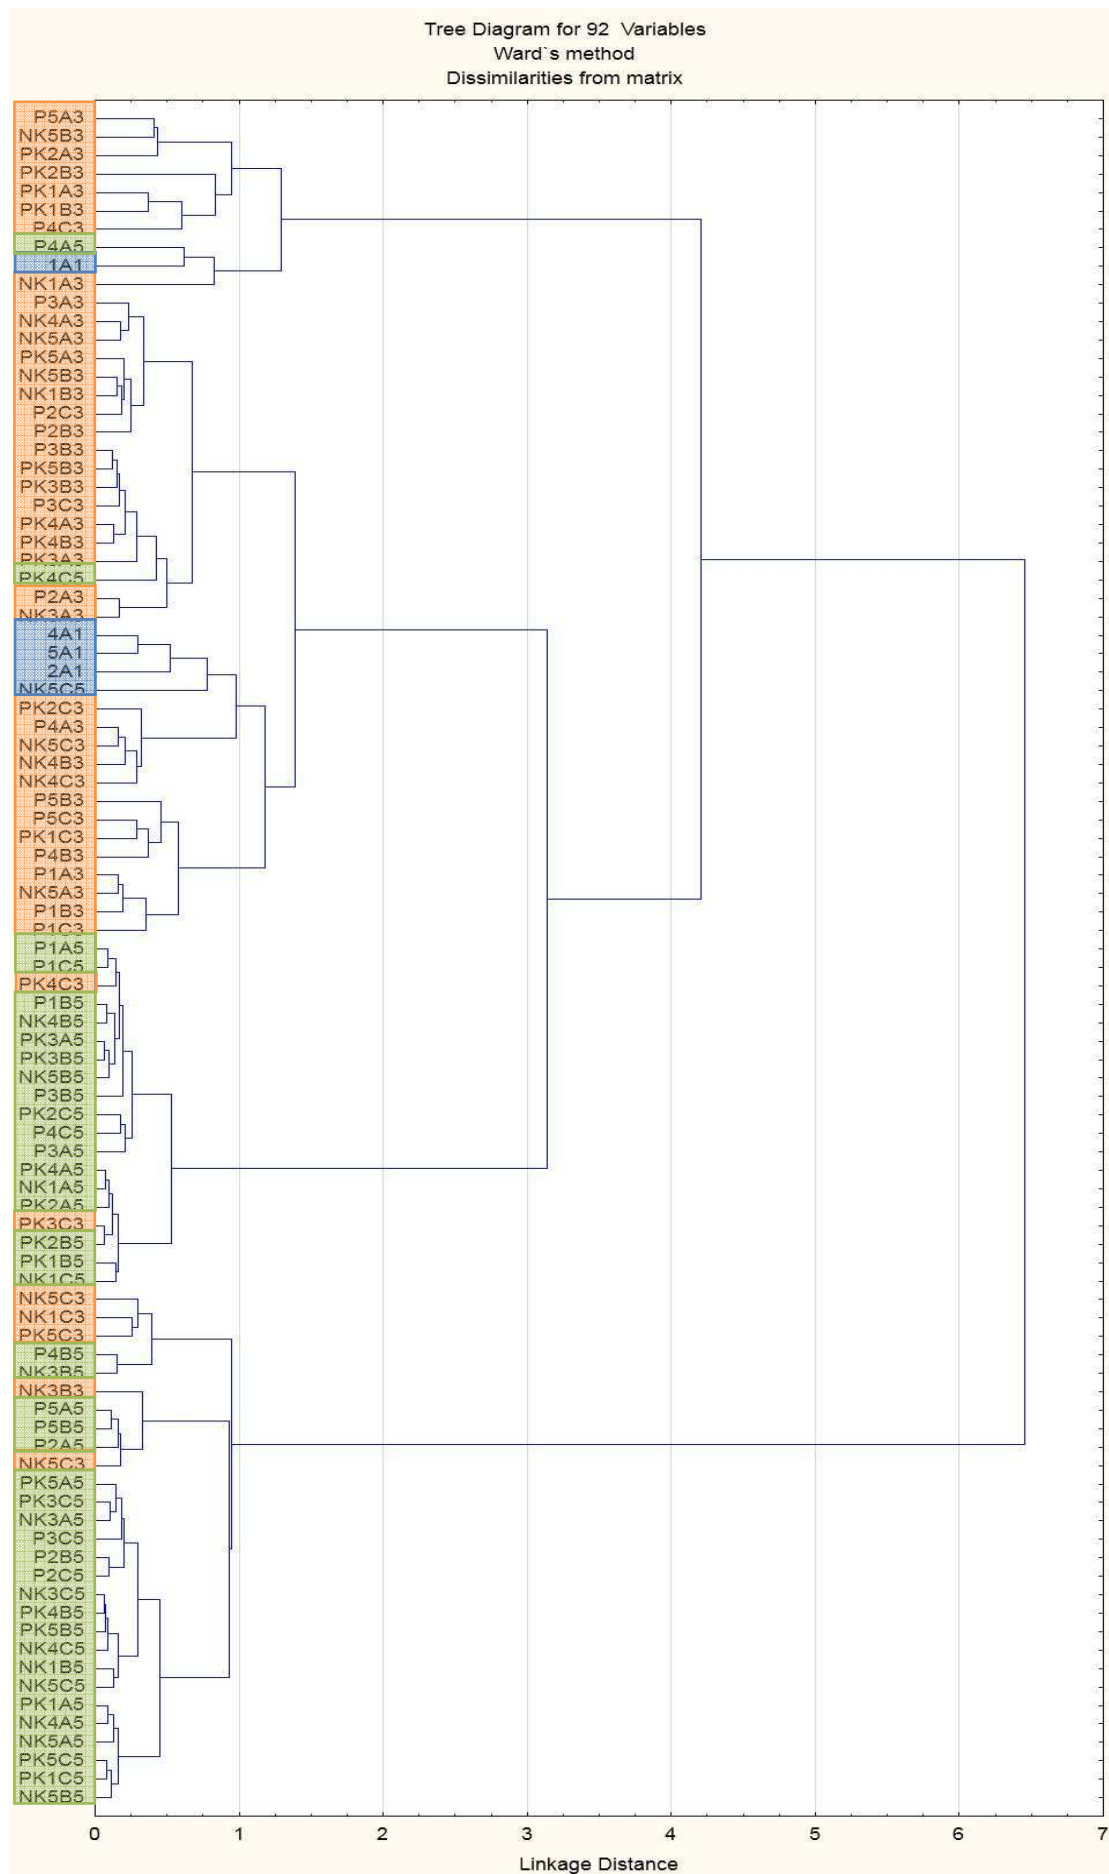 Tree Diagram for 92 Variables
Ward`s method
Dissimilarities from matrix
P5A3
NK5B3
PK2A3
PK2B3
PK1A3
PK1B3
P4C3
P4A5
1A1
NK1A3
P3A3
NK4A3
NK5A3
PK5A3
NK5B3
NK1B3
P2C3
P2B3
P3B3
PK5B3
PK3B3
P3C3
PK4A3
PK4B3
PK3A3
PK4C5
P2A3
NK3A3
4A1
5A1
2A1
NK5C5
PK2C3
P4A3
NK5C3
NK4B3
NK4C3
P5B3
P5C3
PK1C3
P4B3
P1A3
NK5A3
P1B3
P1C3
P1A5
P1C5
PK4C3
P1B5
NK4B5
PK3A5
PK3B5
NK5B5
P3B5
PK2C5
P4C5
P3A5
PK4A5
NK1A5
PK2A5
PK3C3
PK2B5
PK1B5
NK1C5
NK5C3
NK1C3
PK5C3
P4B5
NK3B5
NK3B3
P5A5
P5B5
P2A5
NK5C3
PK5A5
PK3C5
NK3A5
P3C5
P2B5
P2C5
NK3C5
PK4B5
PK5B5
NK4C5
NK1B5
NK5C5
PK1A5
NK4A5
NK5A5
PK5C5
PK1C5
NK5B5
0 1 2 3 4 5 6 7
Linkage Distance